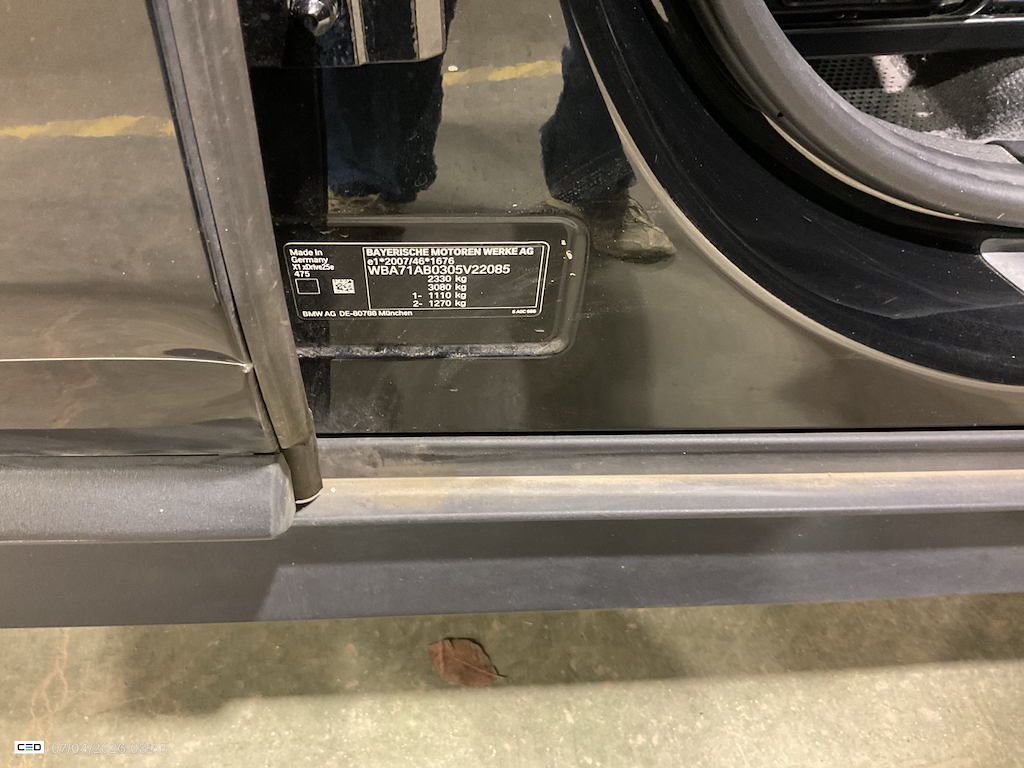 Made in
Germany
X1 xDrive25e
475
BAYERISCHE MOTOREN WERKE AG
e1*2007/46*1676
WBA71AB0305V22085
2330 kg
3080 kg
1- 1110 kg
2- 1270 kg
BMW AG DE-80788 München